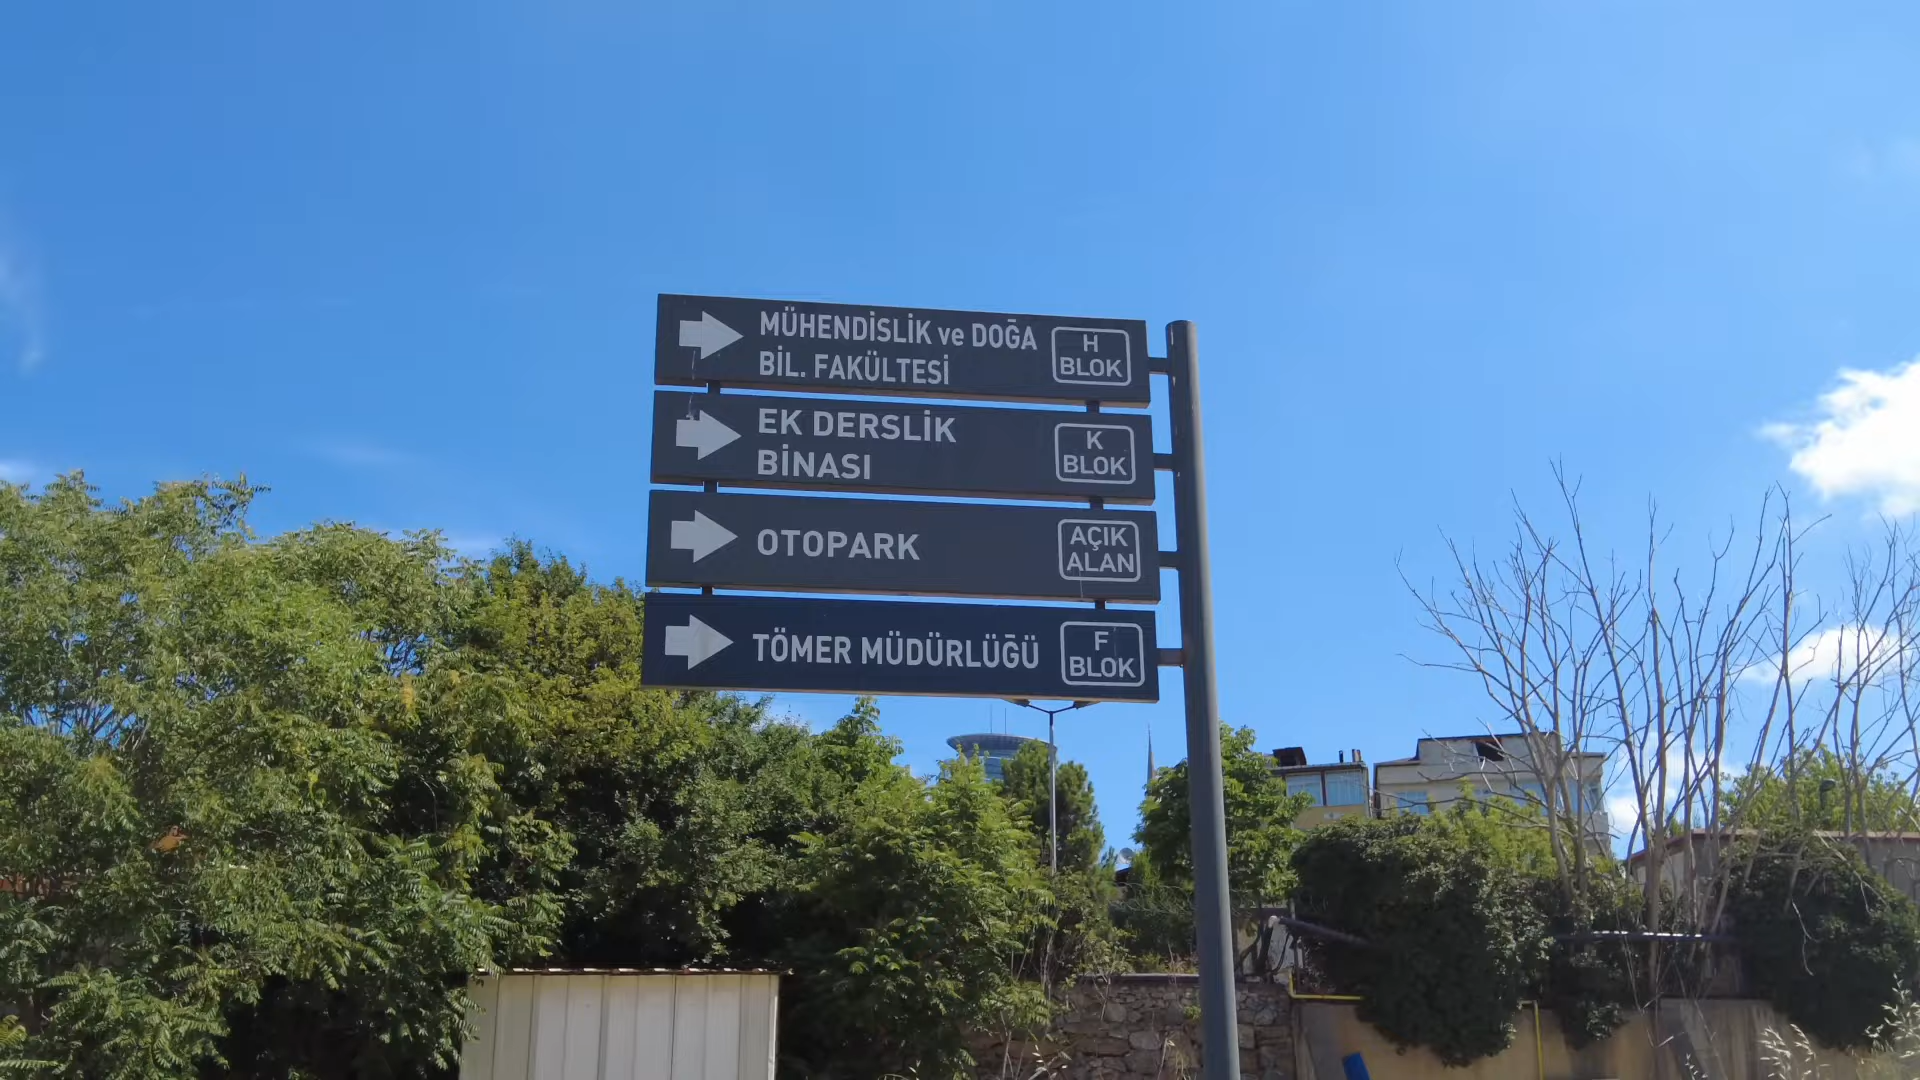 MÜHENDİSLİK ve DOĞA
BİL. FAKÜLTESİ
H
BLOK
EK DERSLİK
BİNASI
K
BLOK
OTOPARK
AÇIK
ALAN
TÖMER MÜDÜRLÜĞÜ
F
BLOK